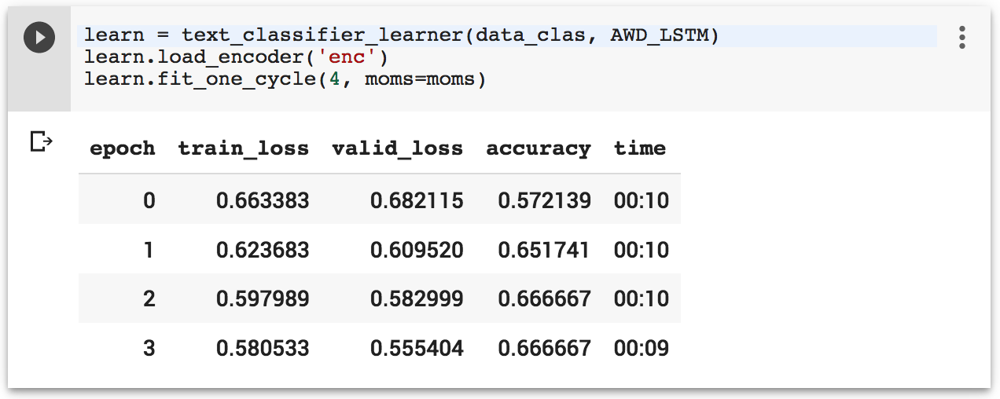 learn = text_classifier_learner(data_clas, AWD_LSTM)
learn.load_encoder('enc')
learn.fit_one_cycle(4, moms=moms)
epoch train_loss valid_loss accuracy time
0 0.663383 0.682115 0.572139 00:10
1 0.623683 0.609520 0.651741 00:10
2 0.597989 0.582999 0.666667 00:10
3 0.580533 0.555404 0.666667 00:09